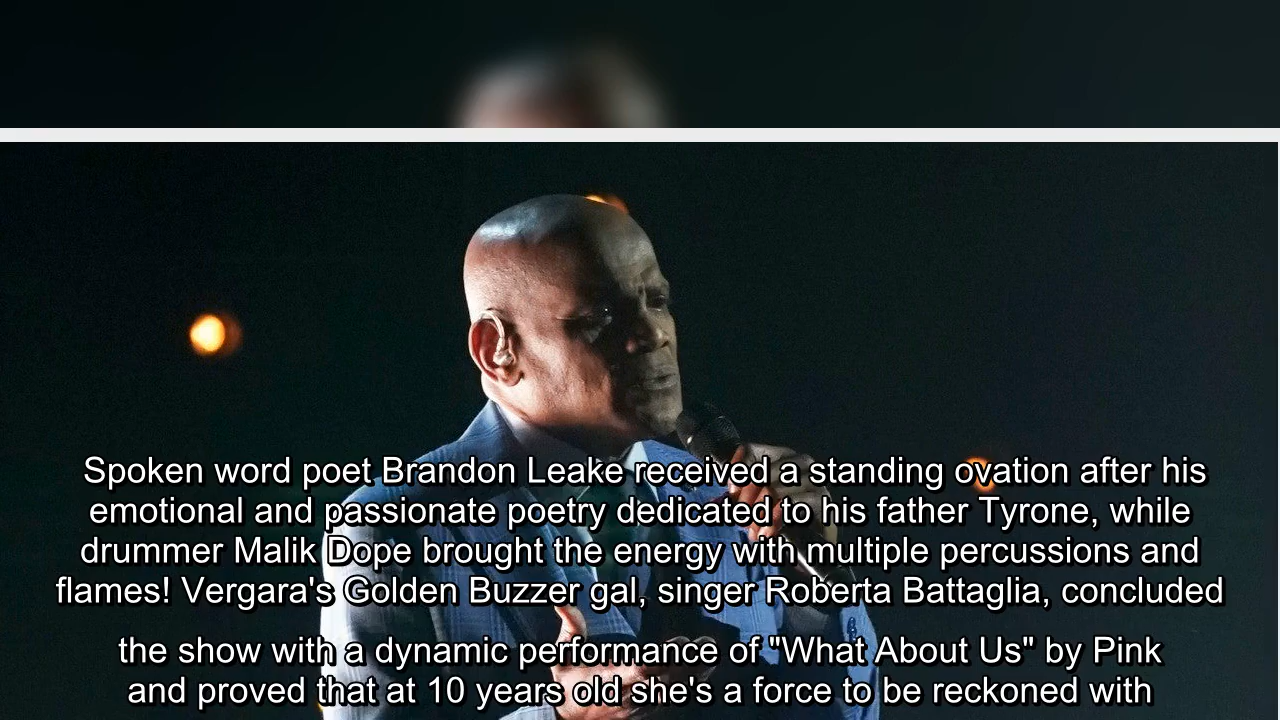 Spoken word poet Brandon Leake received a standing ovation after his
emotional and passionate poetry dedicated to his father Tyrone, while
drummer Malik Dope brought the energy with multiple percussions and
flames! Vergara's Golden Buzzer gal, singer Roberta Battaglia, concluded
the show with a dynamic performance of "What About Us" by Pink
and proved that at 10 years old she's a force to be reckoned with